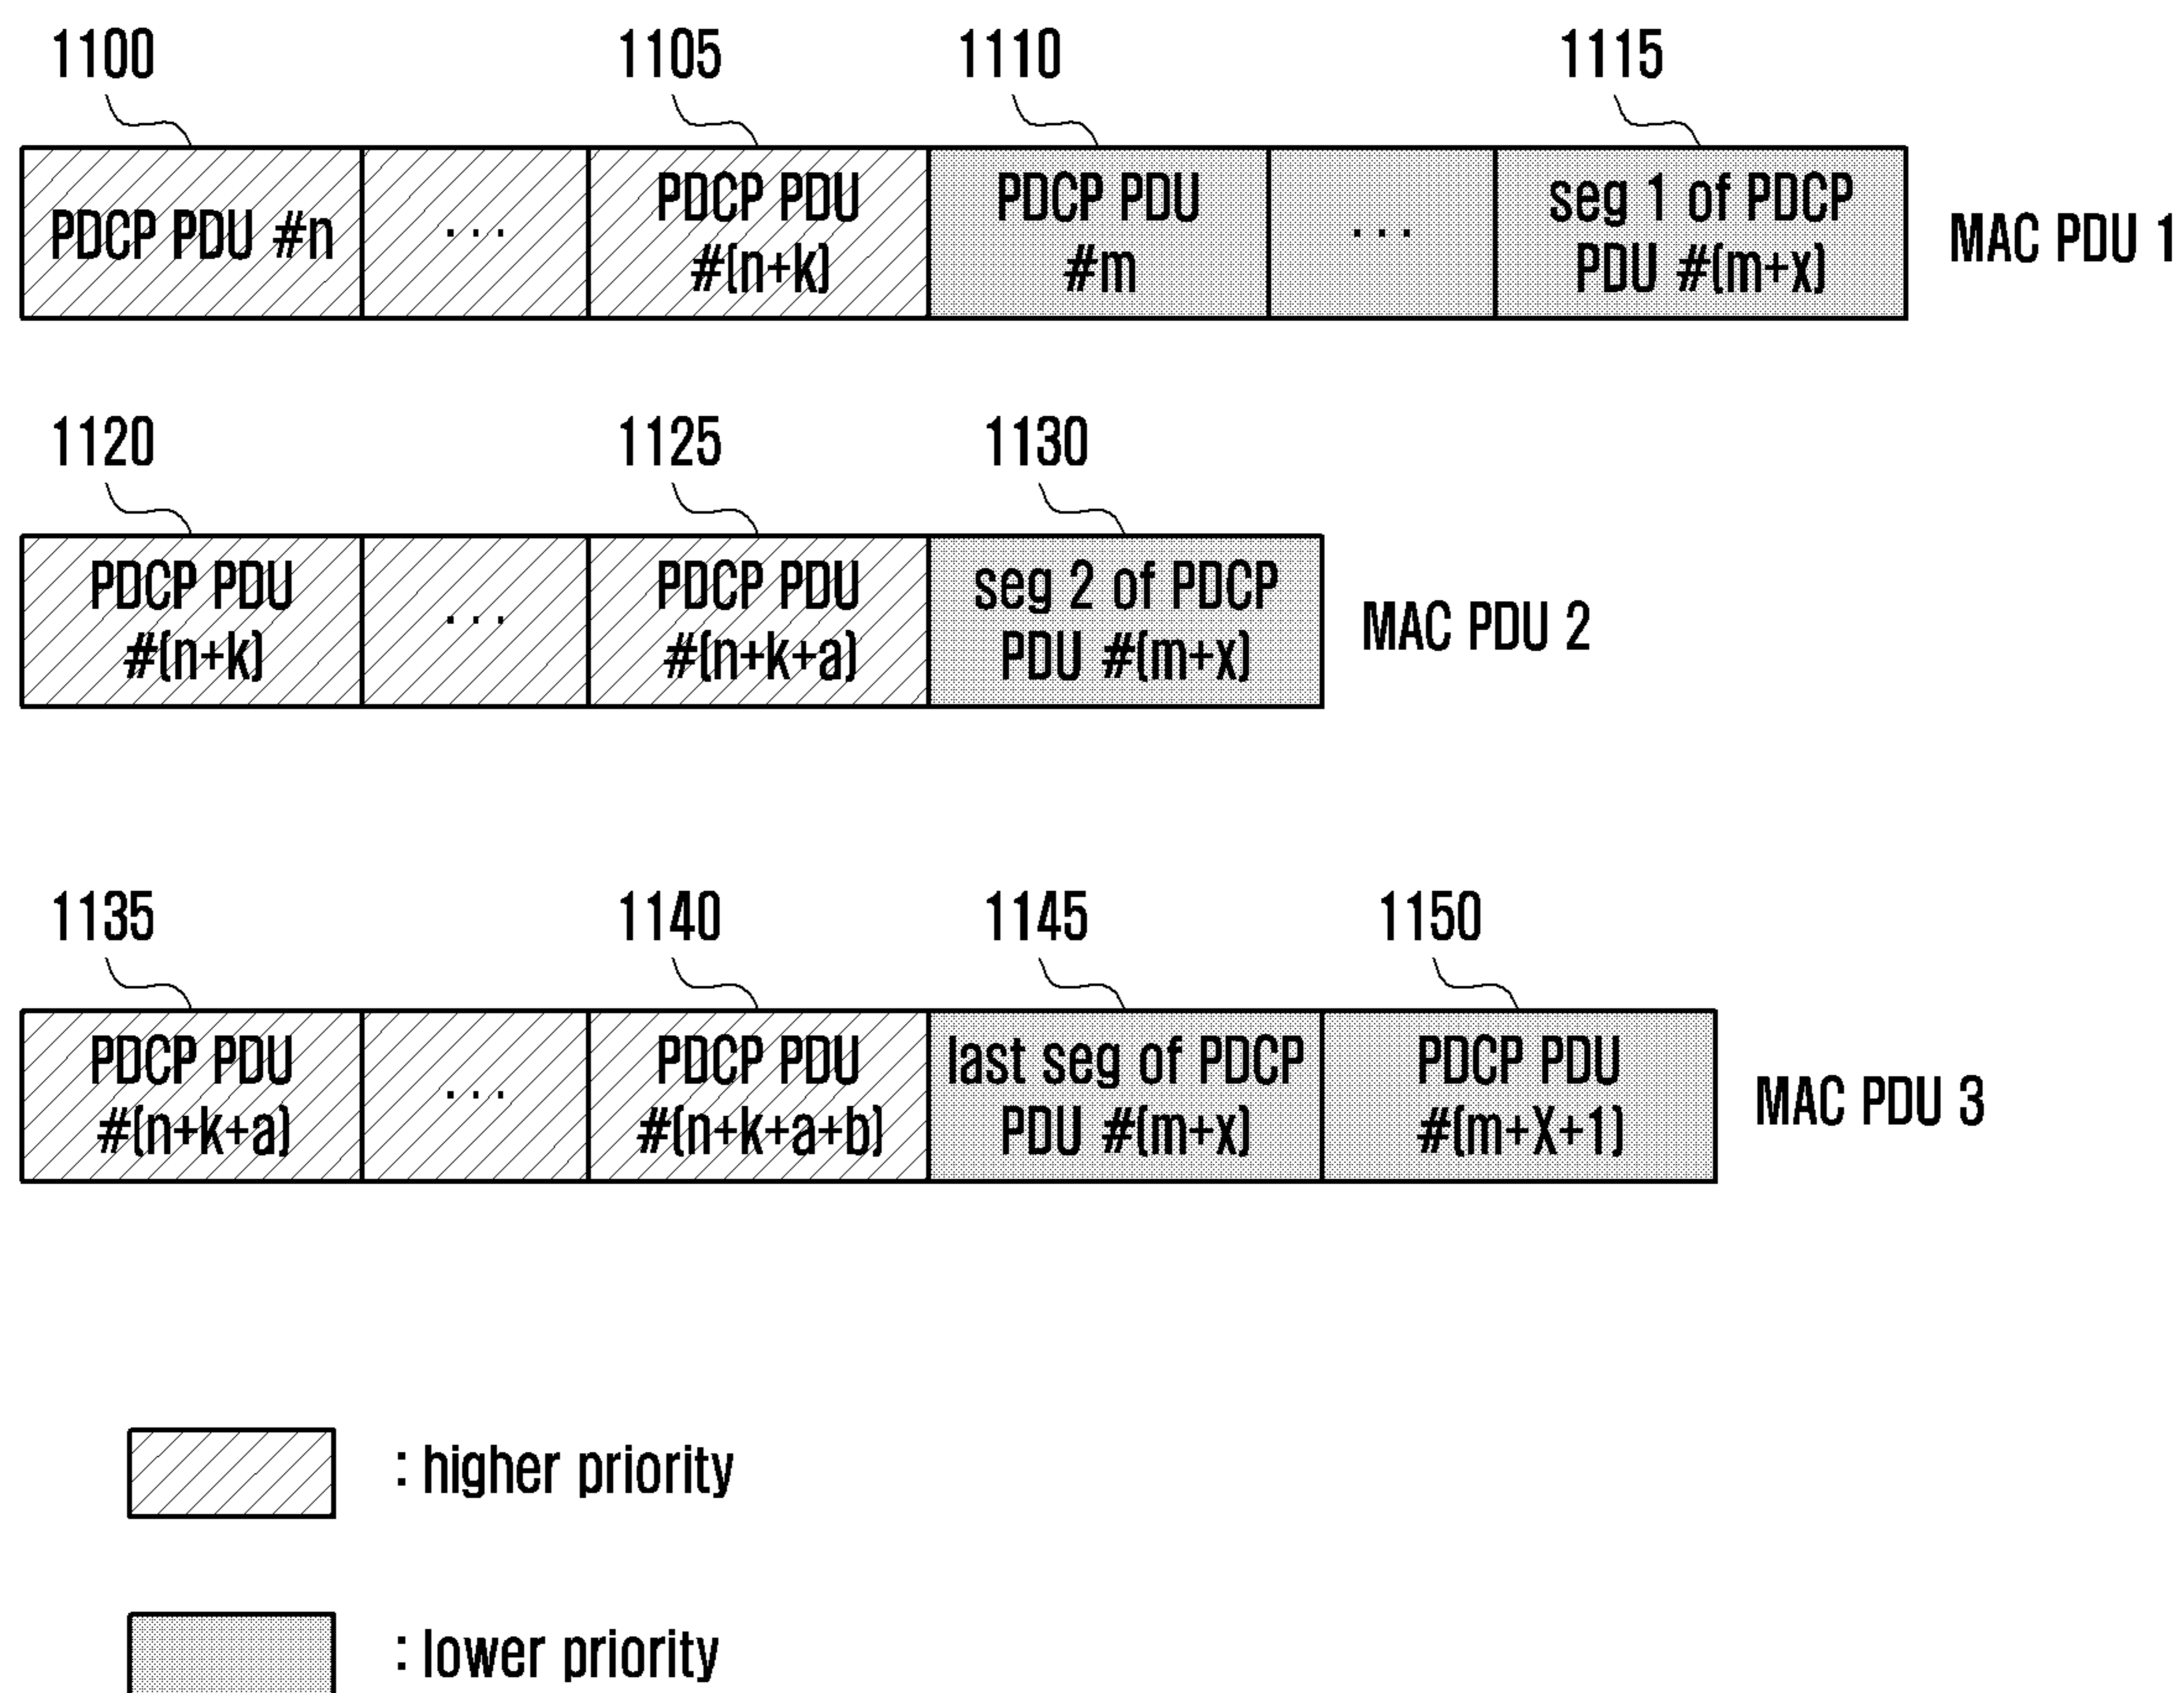 1100 1105 1110 1115
PDCP PDU #n ... PDCP PDU #(n+k) PDCP PDU #m ... seg 1 of PDCP PDU #(m+x) MAC PDU 1
1120 1125 1130
PDCP PDU #(n+k) ... PDCP PDU #(n+k+a) seg 2 of PDCP PDU #(m+x) MAC PDU 2
1135 1140 1145 1150
PDCP PDU #(n+k+a) ... PDCP PDU #(n+k+a+b) last seg of PDCP PDU #(m+x) PDCP PDU #(m+X+1) MAC PDU 3
: higher priority
: lower priority